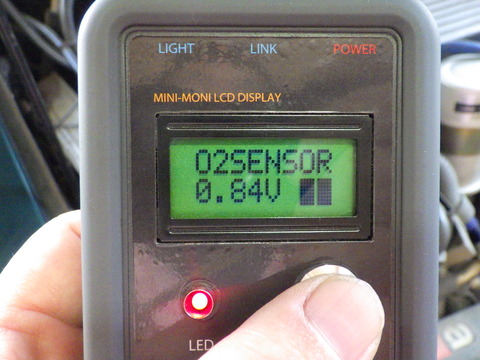 LIGHT LINK POWER
MINI-MONI LCD DISPLAY
O2SENSOR
0.84V
LED